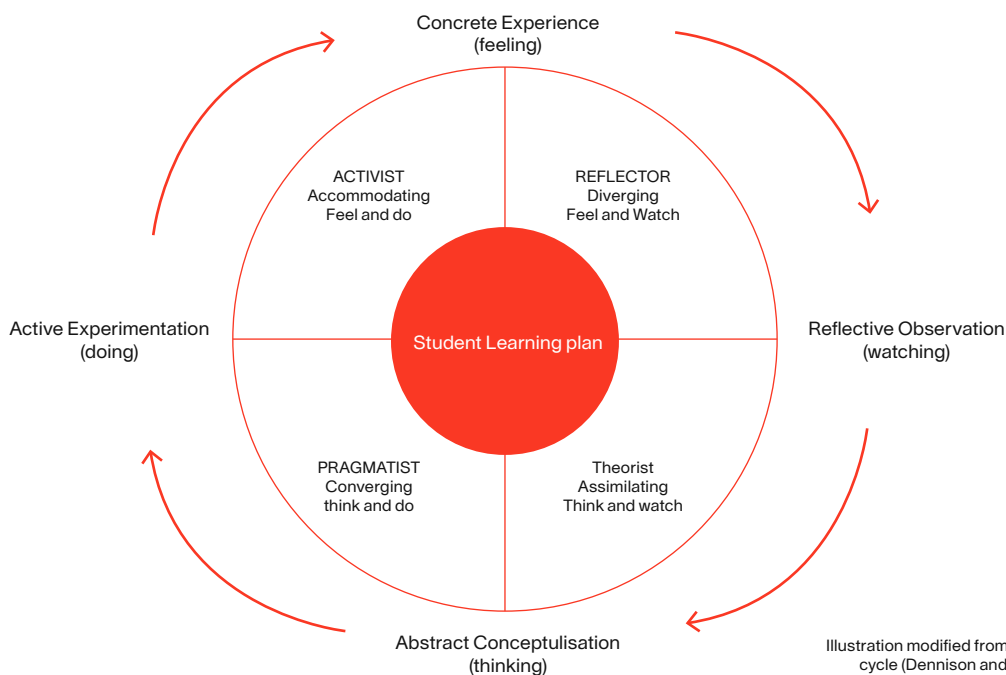 Concrete Experience
(feeling)
ACTIVIST
Accommodating
Feel and do
REFLECTOR
Diverging
Feel and Watch
Active Experimentation
(doing)
Student Learning plan
Reflective Observation
(watching)
PRAGMATIST
Converging
think and do
Theorist
Assimilating
Think and watch
Abstract Conceptulisation
(thinking)
Illustration modified from
cycle (Dennison and